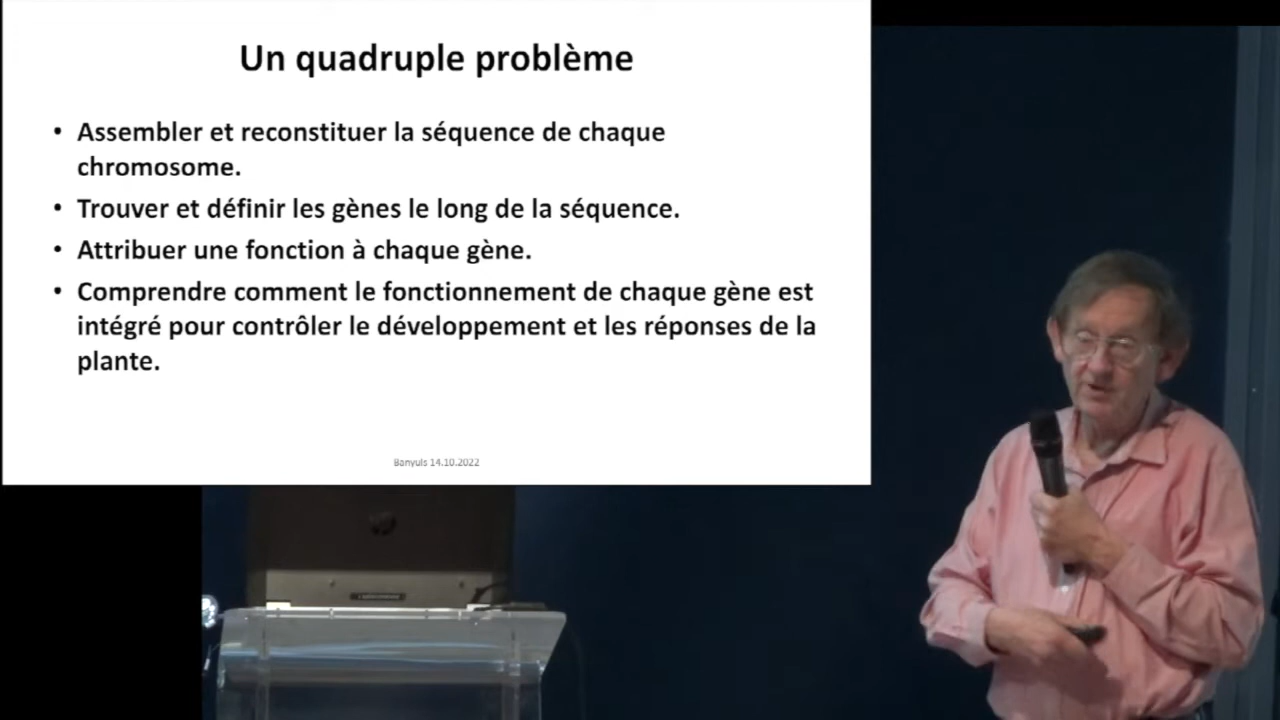 Un quadruple problème
• Assembler et reconstituer la séquence de chaque
chromosome.
• Trouver et définir les gènes le long de la séquence.
• Attribuer une fonction à chaque gène.
• Comprendre comment le fonctionnement de chaque gène est
intégré pour contrôler le développement et les réponses de la
plante.
Banyuls 14.10.2022